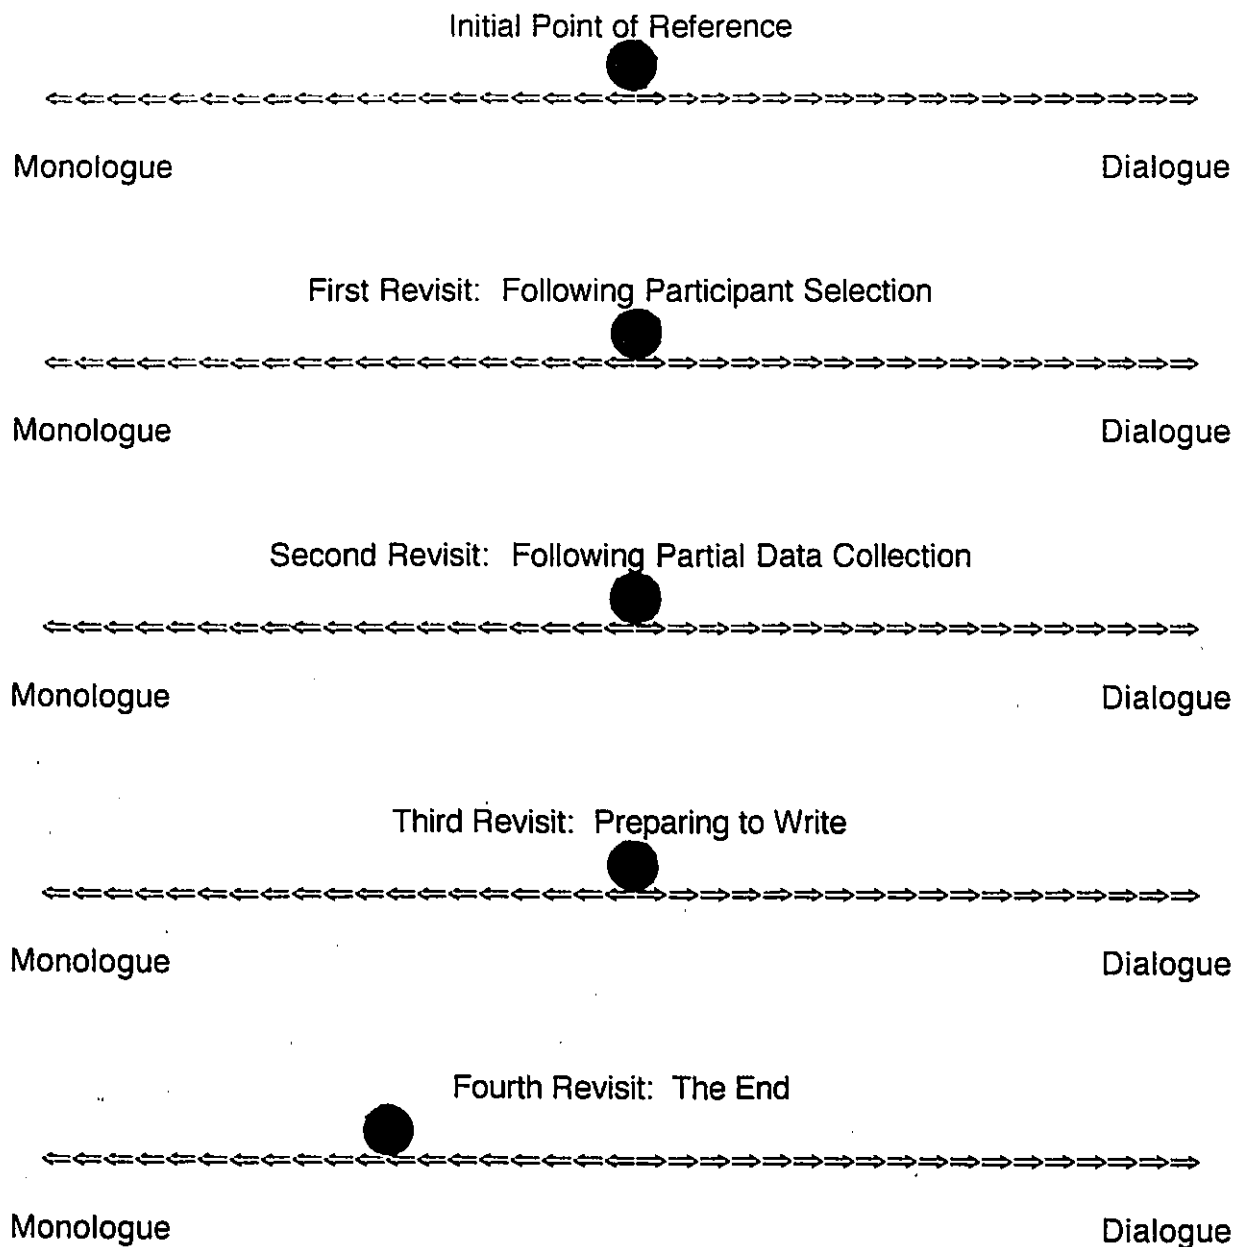 Initial Point of Reference
Monologue Dialogue
First Revisit: Following Participant Selection
Monologue Dialogue
Second Revisit: Following Partial Data Collection
Monologue Dialogue
Third Revisit: Preparing to Write
Monologue Dialogue
Fourth Revisit: The End
Monologue Dialogue